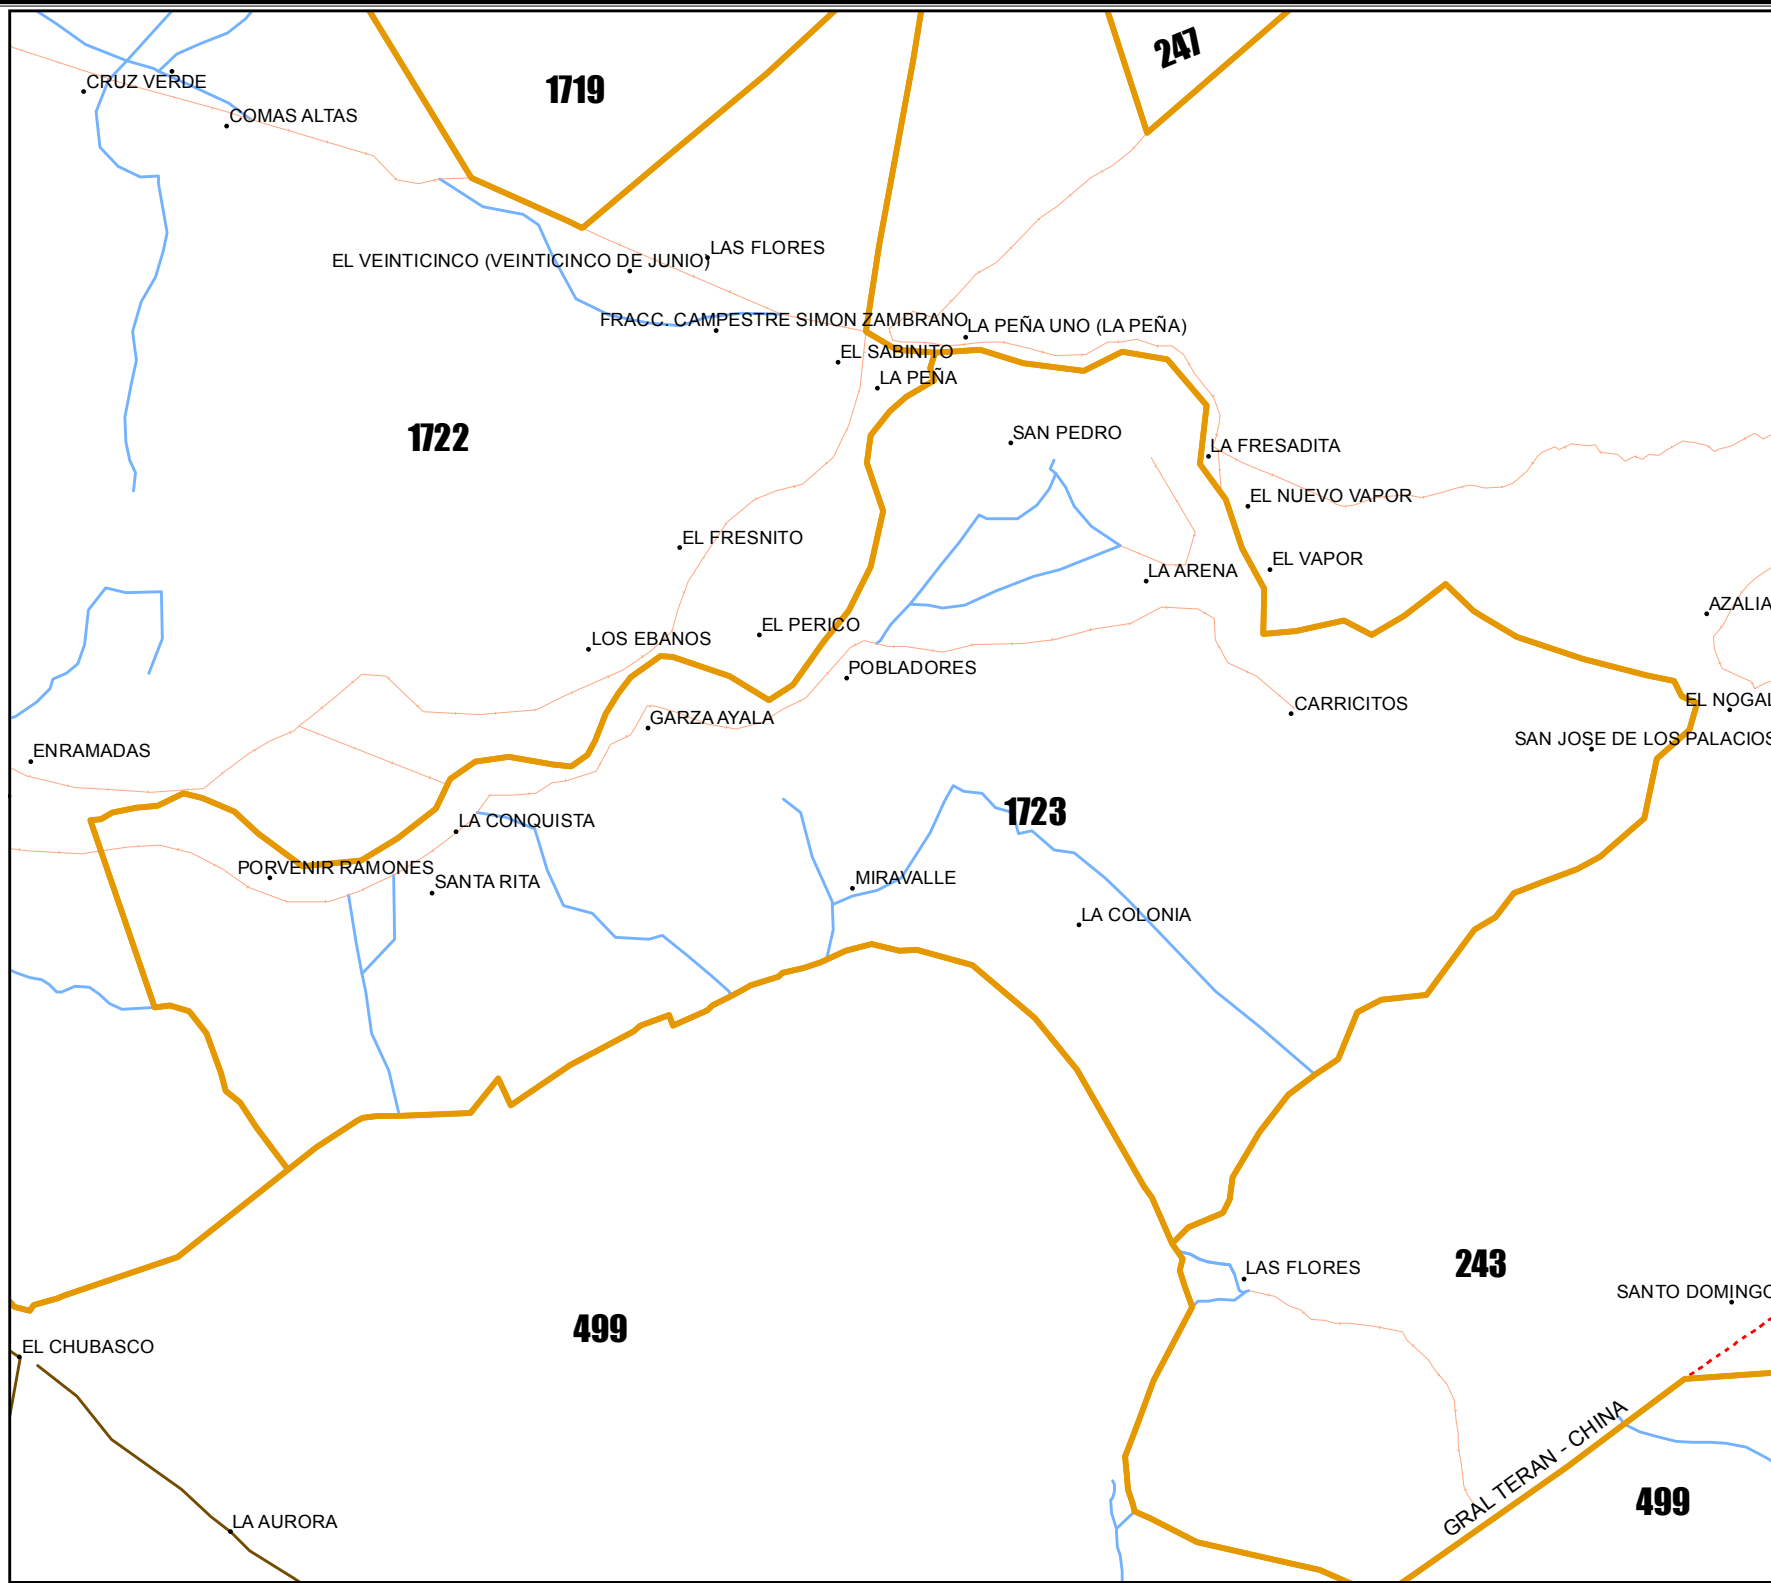 247
1719
CRUZ VERDE
COMAS ALTAS
LAS FLORES
EL VEINTICINCO (VEINTICINCO DE JUNIO)
FRACC. CAMPESTRE SIMON ZAMBRANO
LA PEÑA UNO (LA PEÑA)
EL SABINITO
LA PEÑA
1722
SAN PEDRO
LA FRESADITA
EL NUEVO VAPOR
EL FRESNITO
EL VAPOR
LA ARENA
AZALIA
EL PERICO
LOS EBANOS
POBLADORES
EL NOGAL
CARRICITOS
GARZA AYALA
SAN JOSE DE LOS PALACIOS
ENRAMADAS
1723
LA CONQUISTA
PORVENIR RAMONES
SANTA RITA
MIRAVALLE
LA COLONIA
243
LAS FLORES
SANTO DOMINGO
499
EL CHUBASCO
GRAL TERAN - CHINA
499
LA AURORA